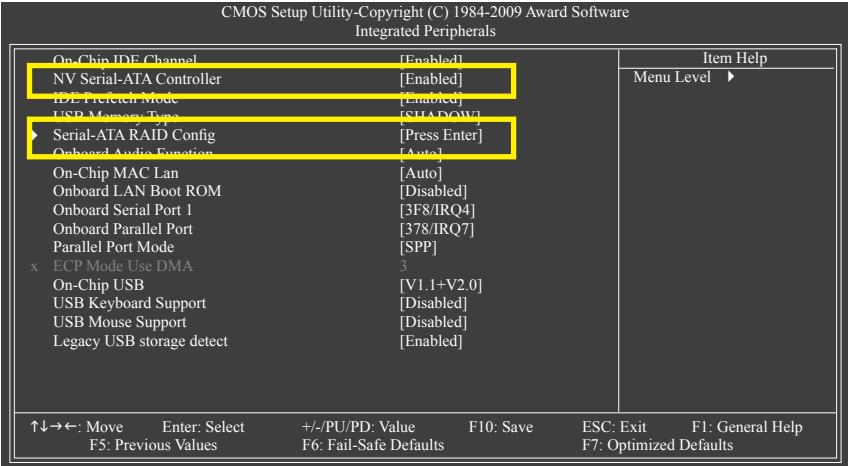 CMOS Setup Utility-Copyright (C) 1984-2009 Award Software
Integrated Peripherals
On-Chip IDE Channel [Enabled]
Item Help
NV Serial-ATA Controller [Enabled]
Menu Level
IDE Prefetch Mode [Enabled]
USB Memory Type [SHADOW]
Serial-ATA RAID Config [Press Enter]
Onboard Audio Function [Auto]
On-Chip MAC Lan [Auto]
Onboard LAN Boot ROM [Disabled]
Onboard Serial Port 1 [3F8/IRQ4]
Onboard Parallel Port [378/IRQ7]
Parallel Port Mode [SPP]
x ECP Mode Use DMA 3
On-Chip USB [V1.1+V2.0]
USB Keyboard Support [Disabled]
USB Mouse Support [Disabled]
Legacy USB storage detect [Enabled]
↑↓→←: Move Enter: Select +/-/PU/PD: Value F10: Save ESC: Exit F1: General Help
F5: Previous Values F6: Fail-Safe Defaults F7: Optimized Defaults